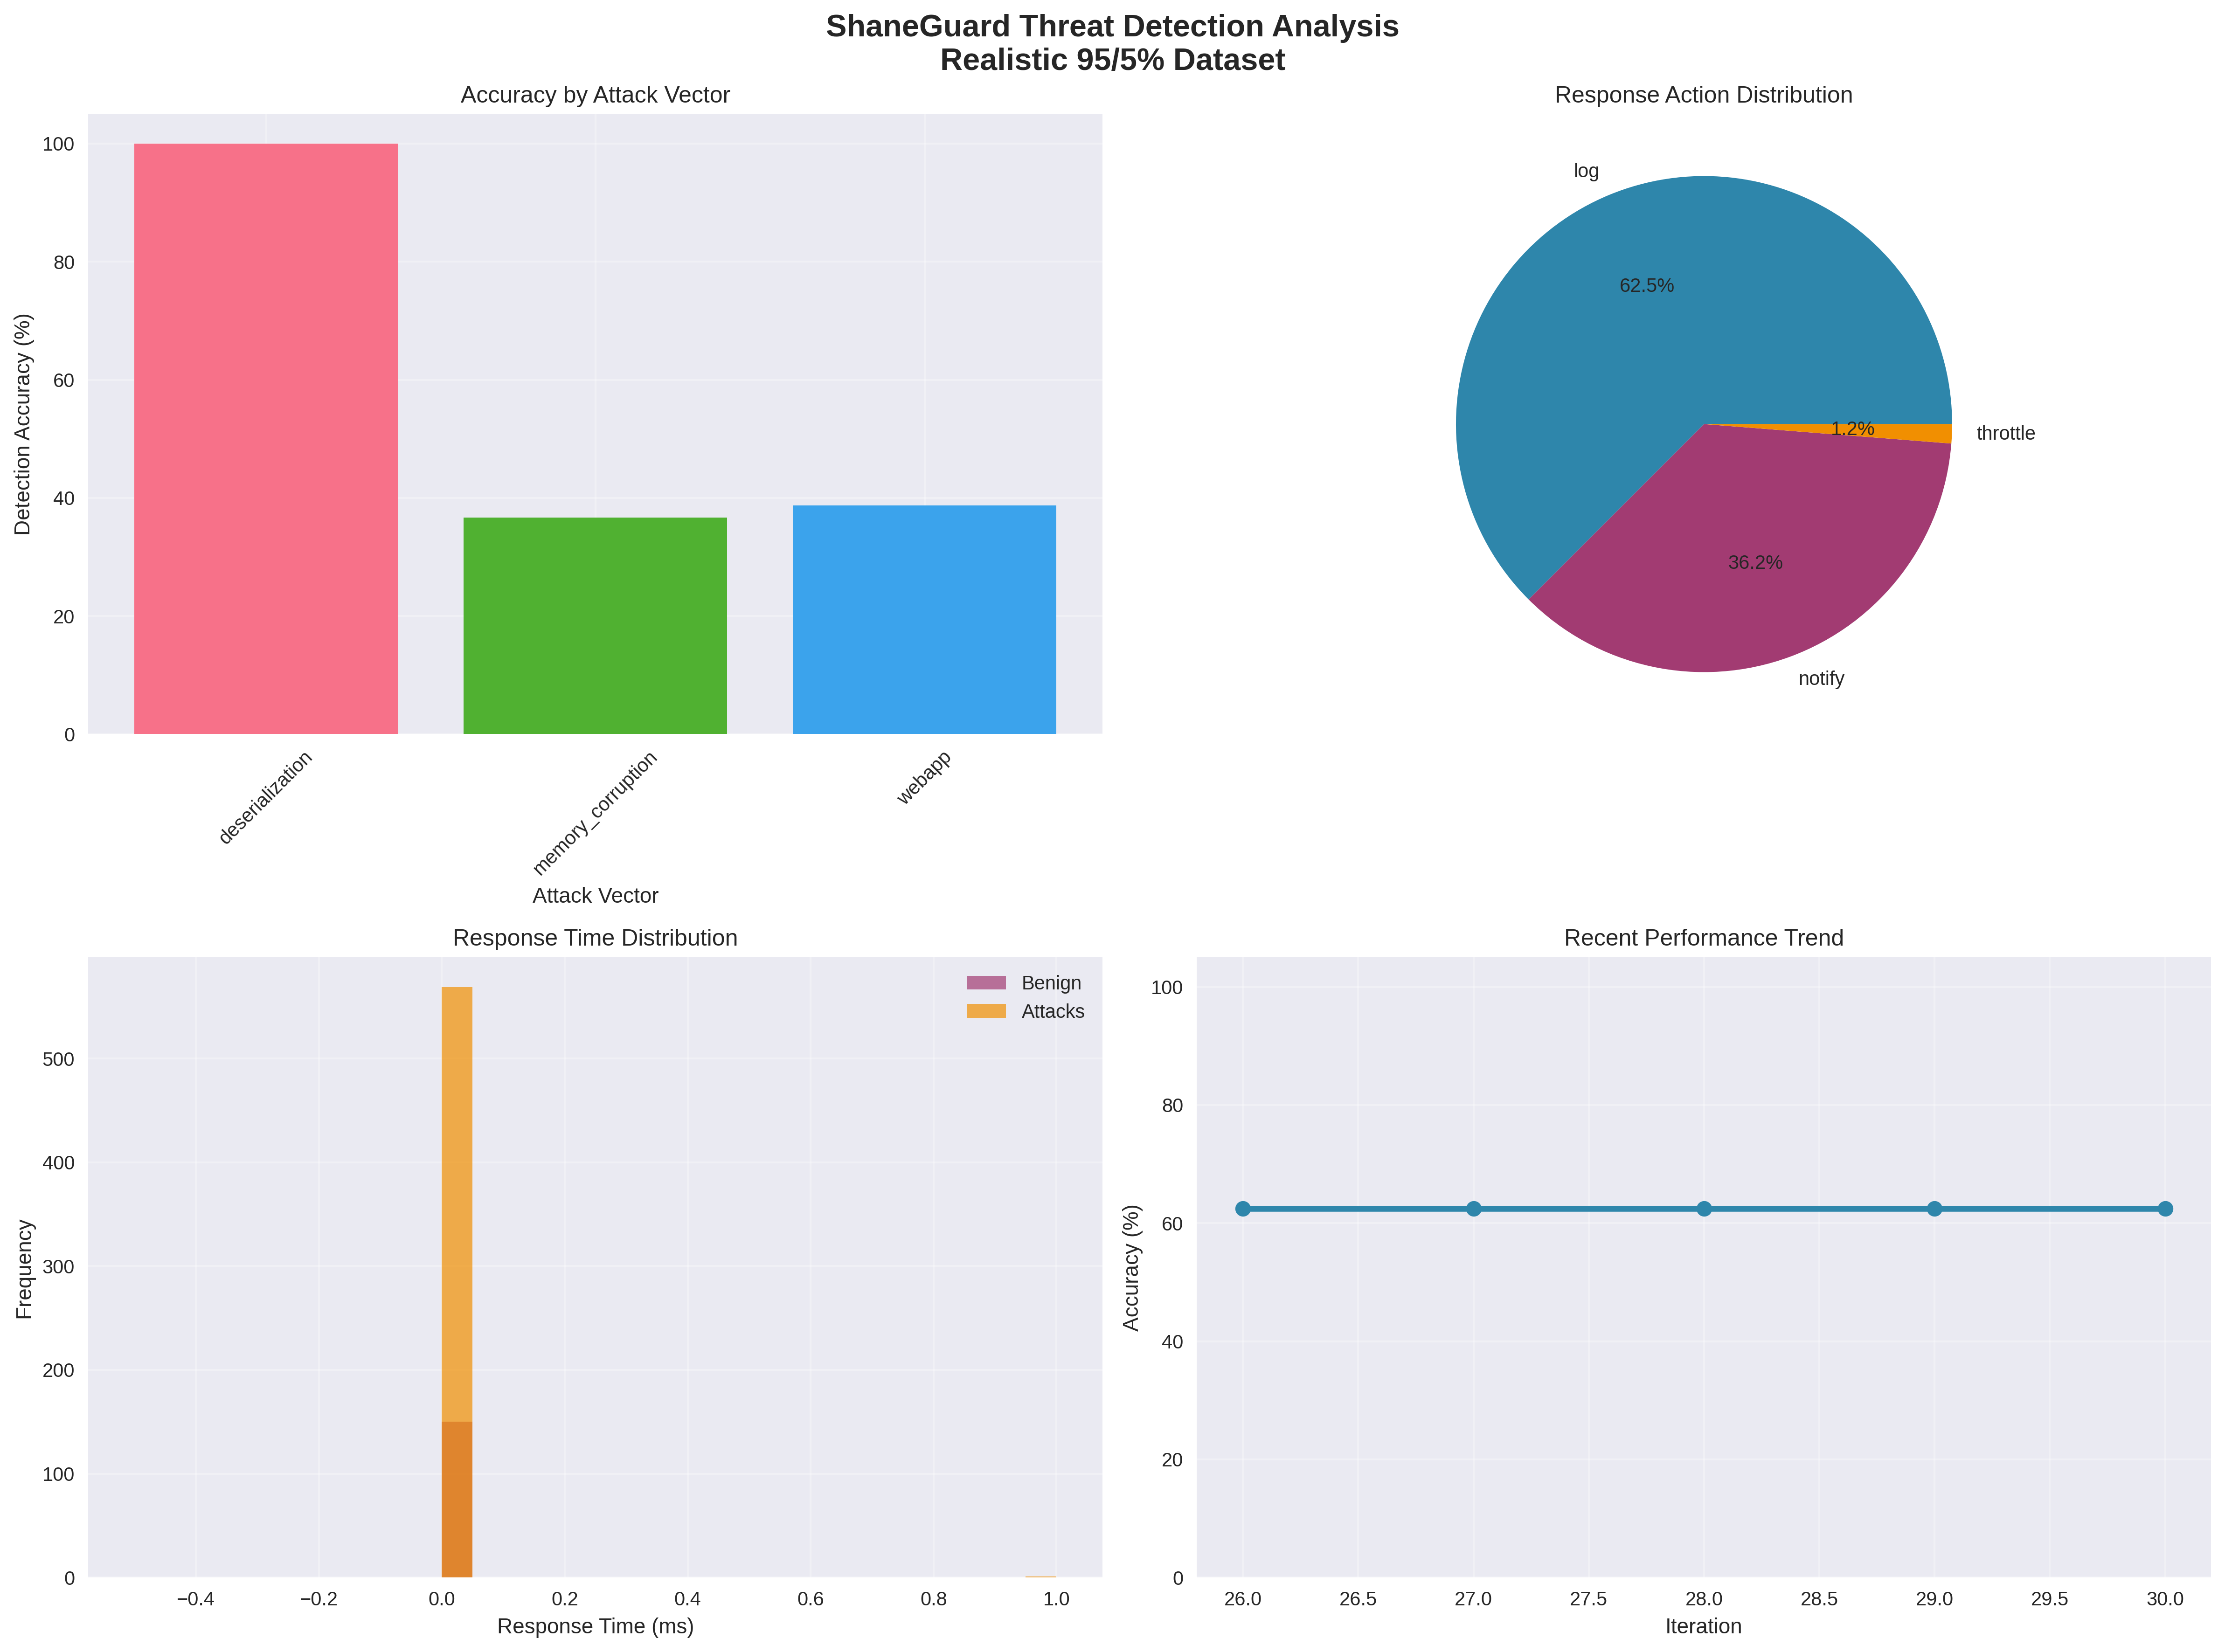 ShaneGuard Threat Detection Analysis
Realistic 95/5% Dataset
Accuracy by Attack Vector
Detection Accuracy (%)
100
80
60
40
20
0
deserialization
memory_corruption
webapp
Attack Vector
Response Action Distribution
log
62.5%
1.2%
throttle
36.2%
notify
Response Time Distribution
Benign
Attacks
Frequency
500
400
300
200
100
0
−0.4 −0.2 0.0 0.2 0.4 0.6 0.8 1.0
Response Time (ms)
Recent Performance Trend
Accuracy (%)
100
80
60
40
20
0
26.0 26.5 27.0 27.5 28.0 28.5 29.0 29.5 30.0
Iteration